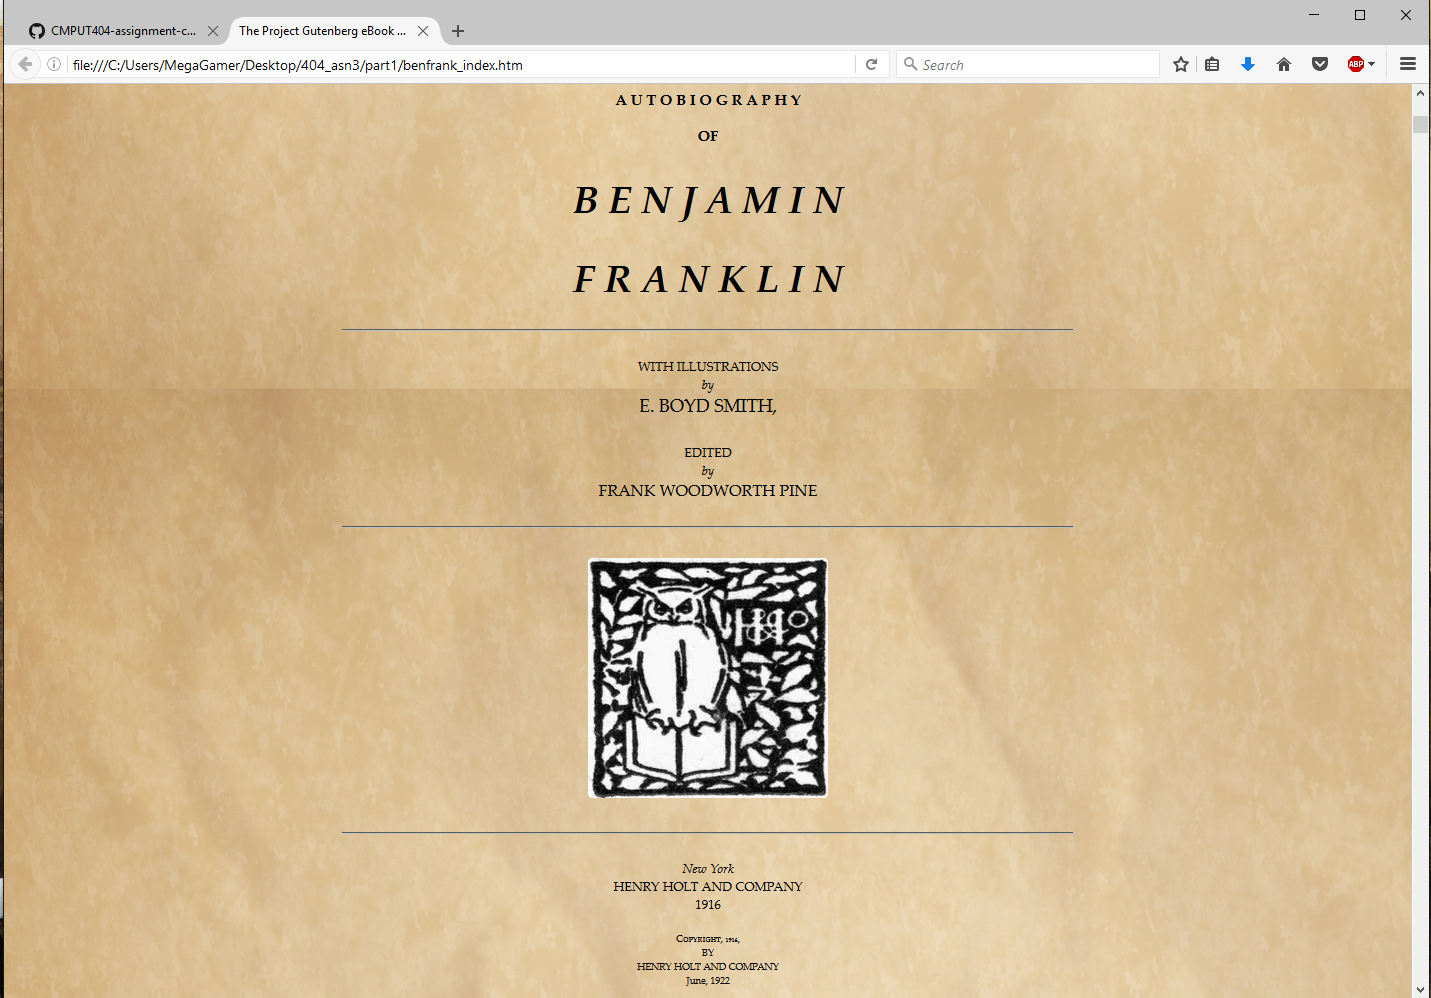 CMPUT404-assignment-c...
The Project Gutenberg eBook ...
file:///C:/Users/MegaGamer/Desktop/404_asn3/part1/benfrank_index.htm
Search
ABP
AUTOBIOGRAPHY
OF
BENJAMIN
FRANKLIN
WITH ILLUSTRATIONS
by
E. BOYD SMITH,
EDITED
by
FRANK WOODWORTH PINE
New York
HENRY HOLT AND COMPANY
1916
Copyright, 1916,
BY
HENRY HOLT AND COMPANY
June, 1922